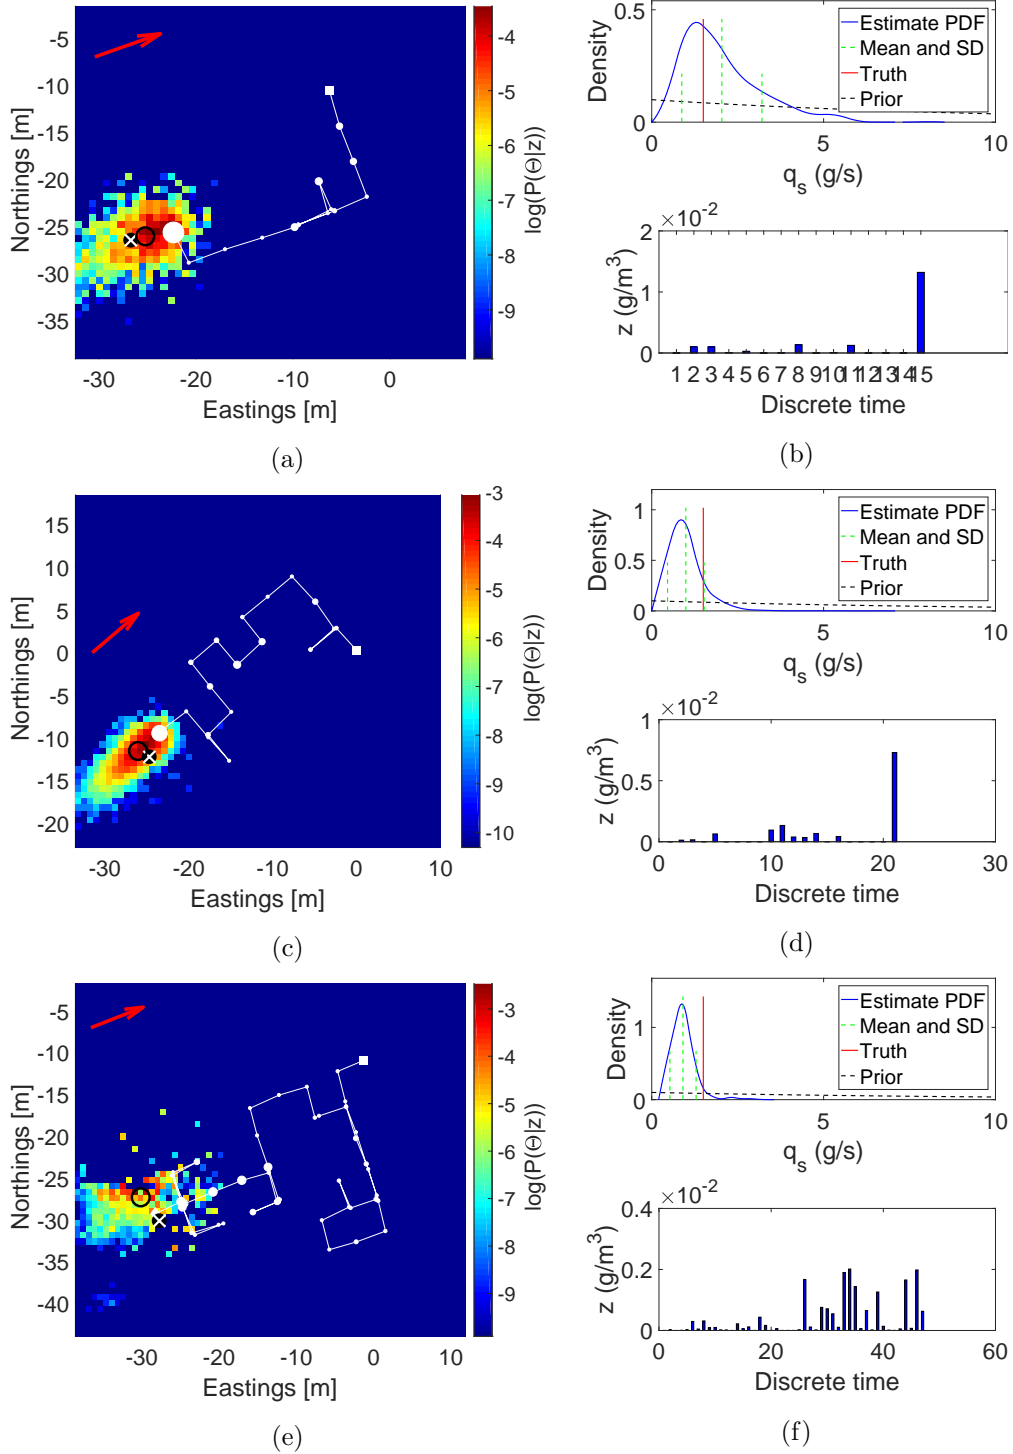 -5
-10
-15
-20
-25
-30
-35
Northings [m]
-30 -20 -10 0
Eastings [m]
-4
-5
-6
-7
-8
-9
log(P(Θ|z))
(a)
0.5
0
Density
Estimate PDF
Mean and SD
Truth
Prior
0 5 10
q_s (g/s)
×10^-2
2
1
0
z (g/m^3)
1 2 3 4 5 6 7 8 9 10 11 12 13 14 15
Discrete time
(b)
15
10
5
0
-5
-10
-15
-20
Northings [m]
-30 -20 -10 0 10
Eastings [m]
-3
-4
-5
-6
-7
-8
-9
-10
log(P(Θ|z))
(c)
1
0.5
0
Density
Estimate PDF
Mean and SD
Truth
Prior
0 5 10
q_s (g/s)
×10^-2
1
0.5
0
z (g/m^3)
0 10 20 30
Discrete time
(d)
-5
-10
-15
-20
-25
-30
-35
-40
Northings [m]
-30 -20 -10 0 10
Eastings [m]
-3
-4
-5
-6
-7
-8
-9
log(P(Θ|z))
(e)
1
0
Density
Estimate PDF
Mean and SD
Truth
Prior
0 5 10
q_s (g/s)
×10^-2
0.4
0.2
0
z (g/m^3)
0 20 40 60
Discrete time
(f)